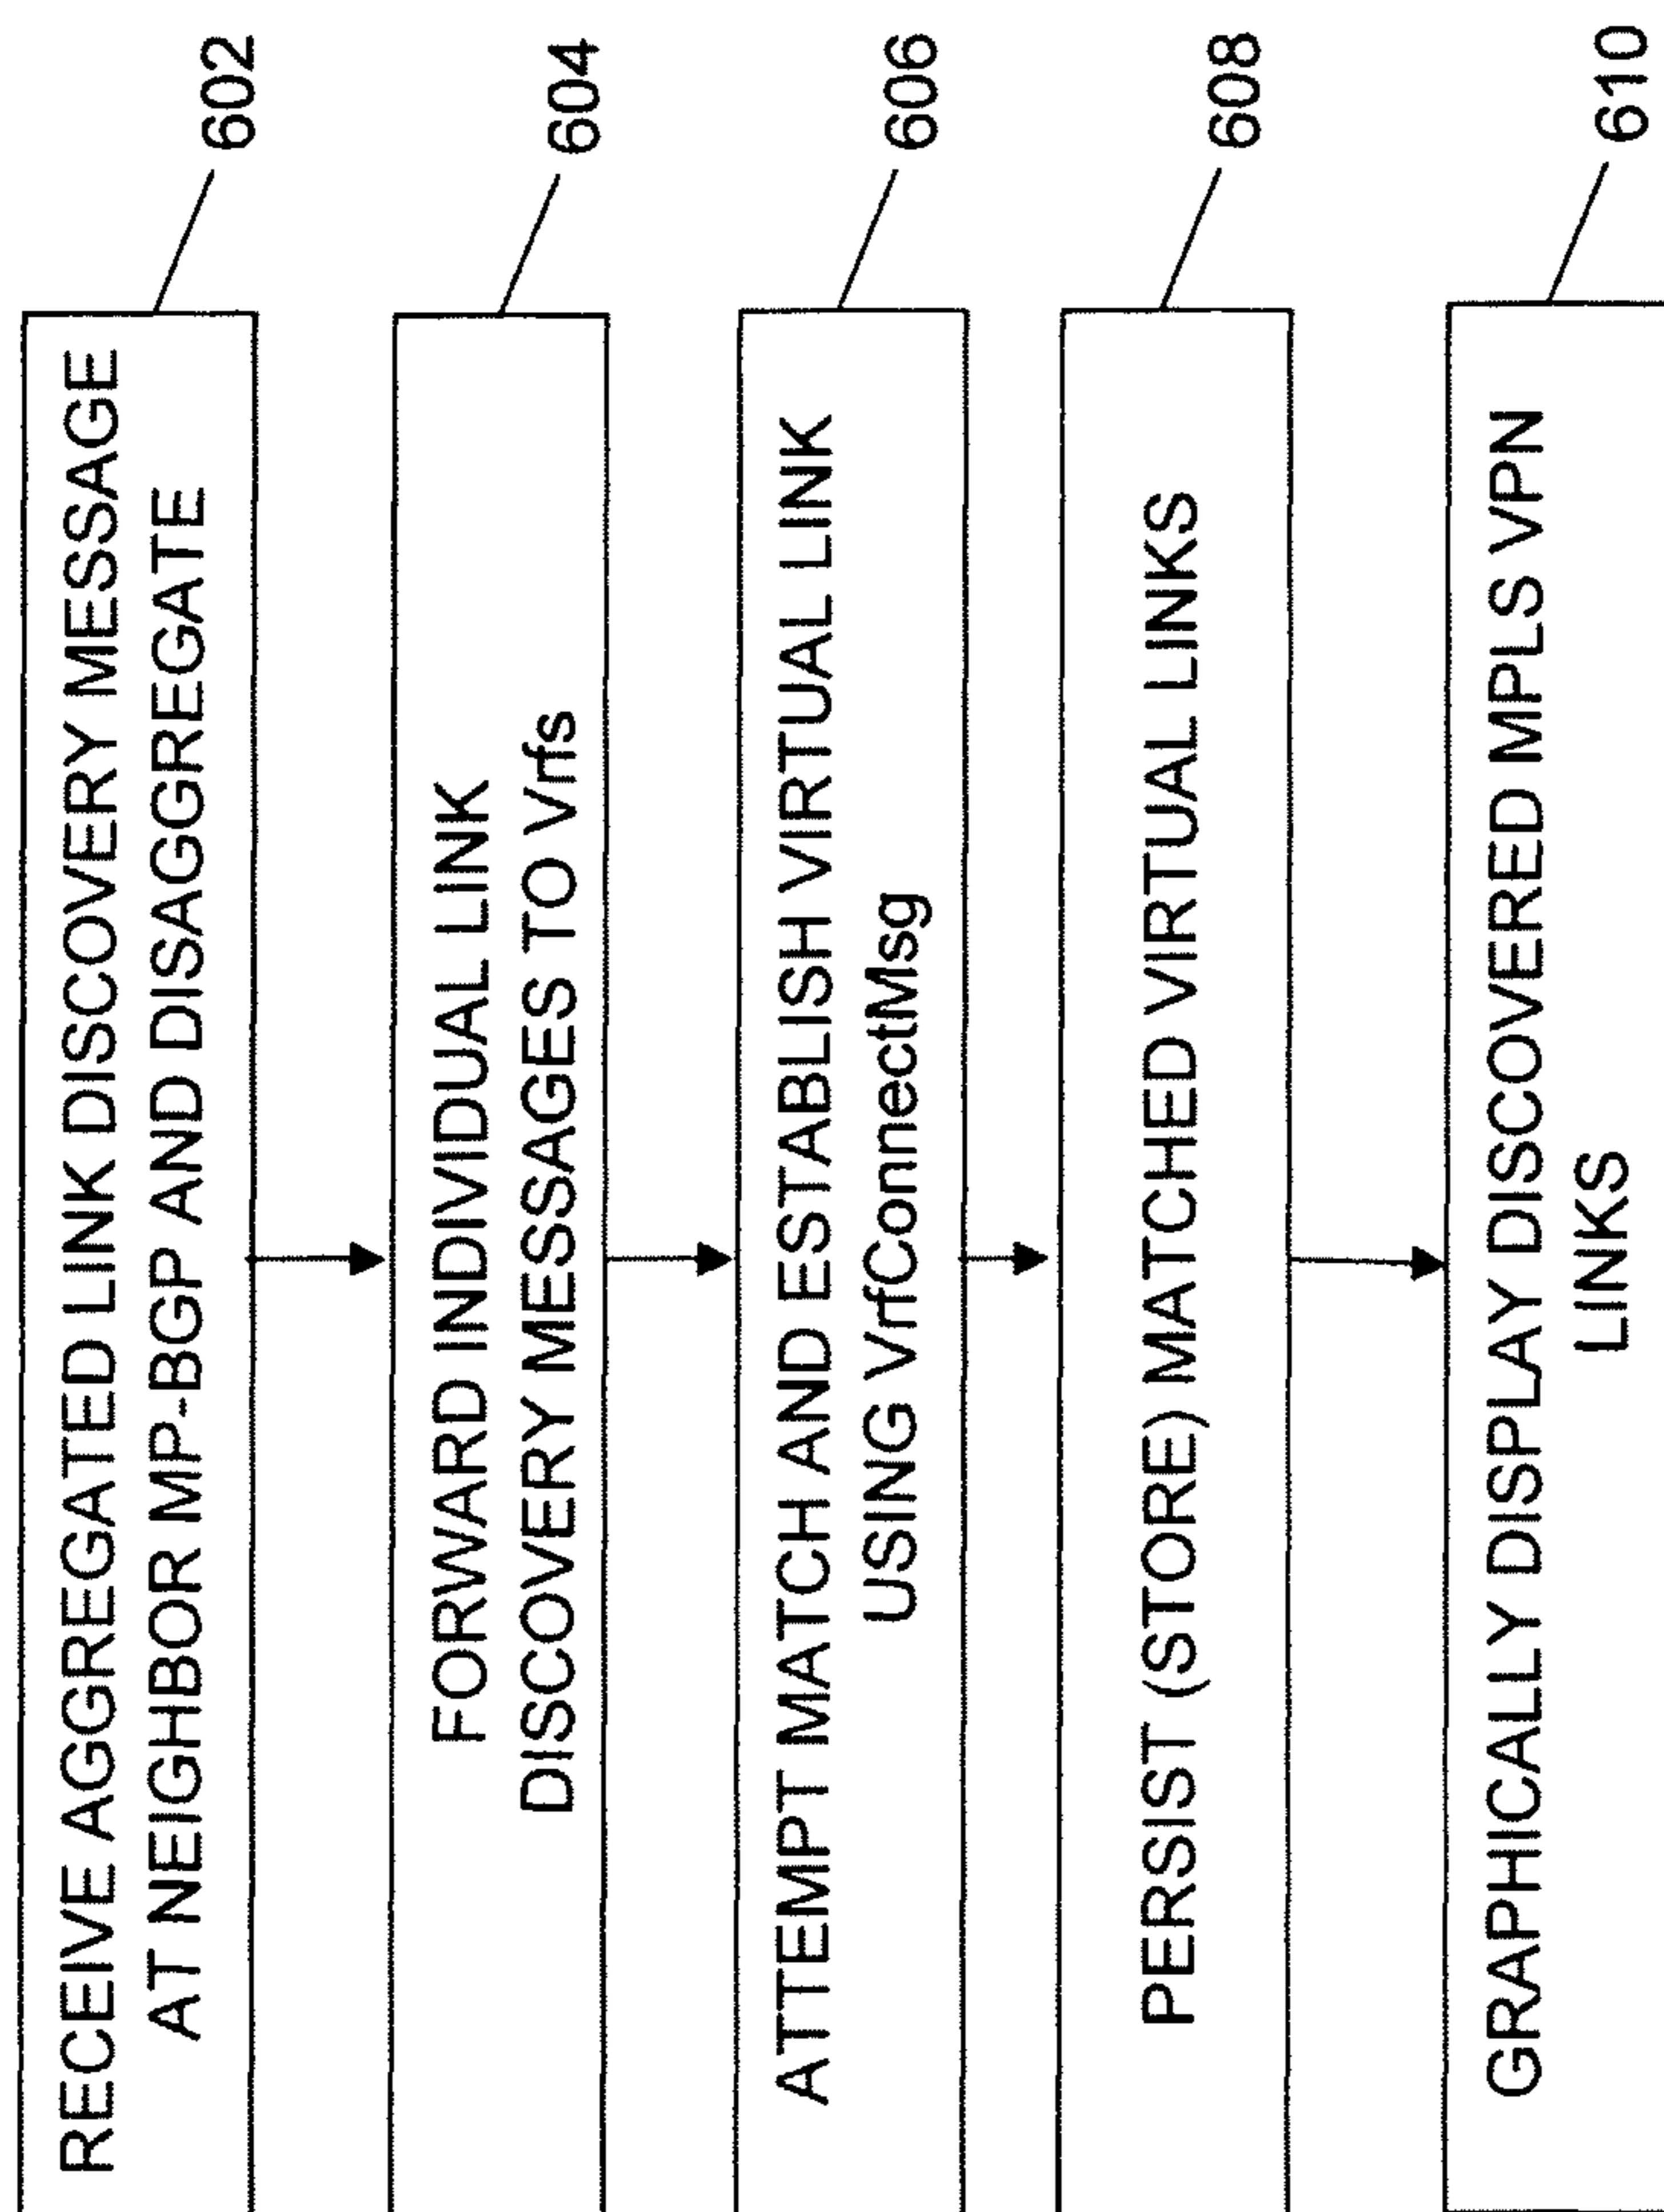 RECEIVE AGGREGATED LINK DISCOVERY MESSAGE
AT NEIGHBOR MP-BGP AND DISAGGREGATE
602
FORWARD INDIVIDUAL LINK
DISCOVERY MESSAGES TO Vrfs
604
ATTEMPT MATCH AND ESTABLISH VIRTUAL LINK
USING VrfConnectMsg
606
PERSIST (STORE) MATCHED VIRTUAL LINKS
608
GRAPHICALLY DISPLAY DISCOVERED MPLS VPN
LINKS
610